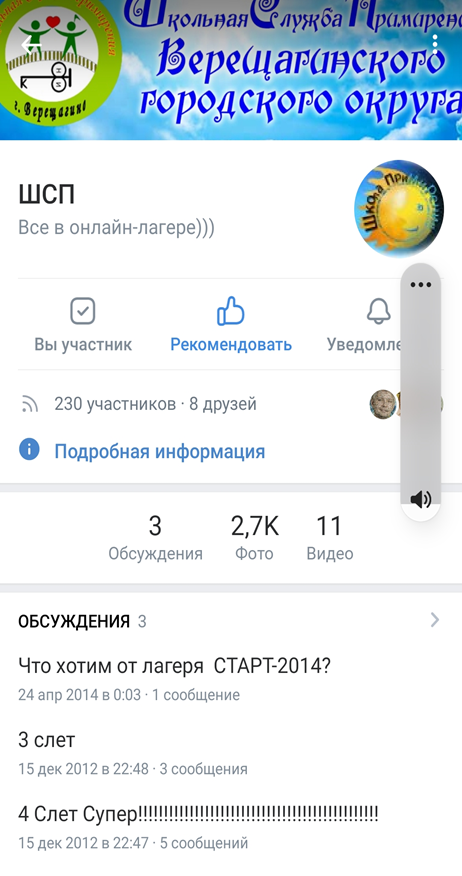 Школьная Служба Примирен
Верещагинского
городского округа
г. Верещагино
ШСП
Все в онлайн-лагере)))
Школа При
Вы участник
Рекомендовать
Уведомле
230 участников · 8 друзей
Подробная информация
3
2,7K
11
Обсуждения
Фото
Видео
ОБСУЖДЕНИЯ 3
Что хотим от лагеря СТАРТ-2014?
24 апр 2014 в 0:03 · 1 сообщение
3 слет
15 дек 2012 в 22:48 · 3 сообщения
4 Слет Супер!!!!!!!!!!!!!!!!!!!!!!!!!!!!!!!!!!!!!!!!!!!!!!!
15 дек 2012 в 22:47 · 5 сообщений